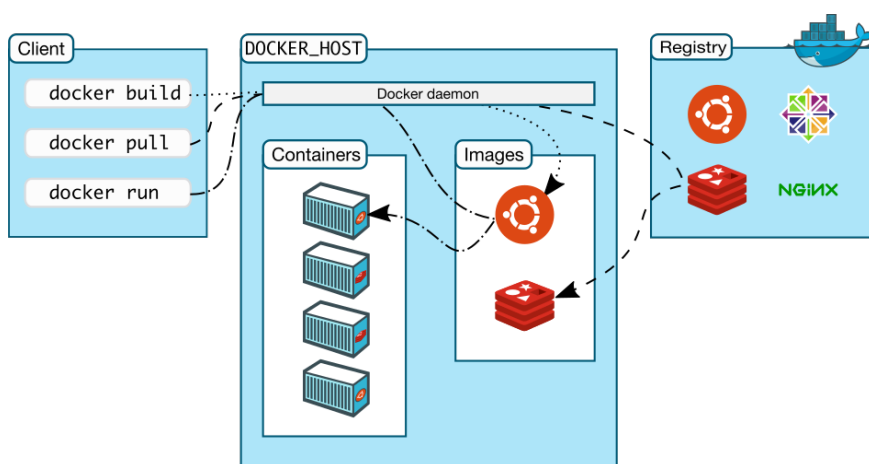 Client
docker build
docker pull
docker run
DOCKER_HOST
Docker daemon
Containers
Images
Registry
NGiNX